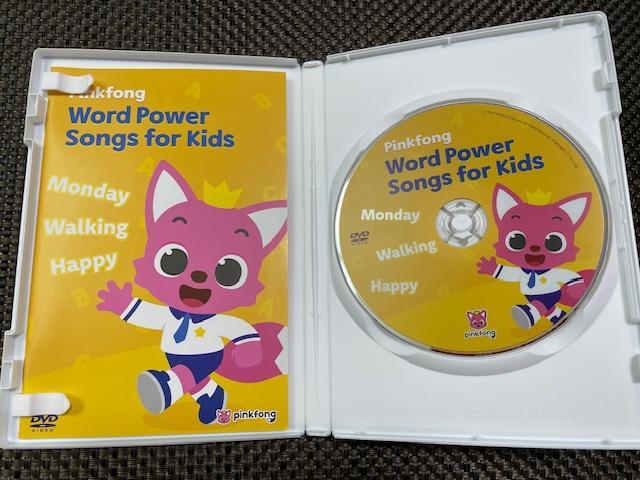 Pinkfong
Word Power
Songs for Kids
Monday
Walking
Happy
DVD
VIDEO
pinkfong
Pinkfong
Word Power
Songs for Kids
Monday
DVD
Walking
Happy
pinkfong